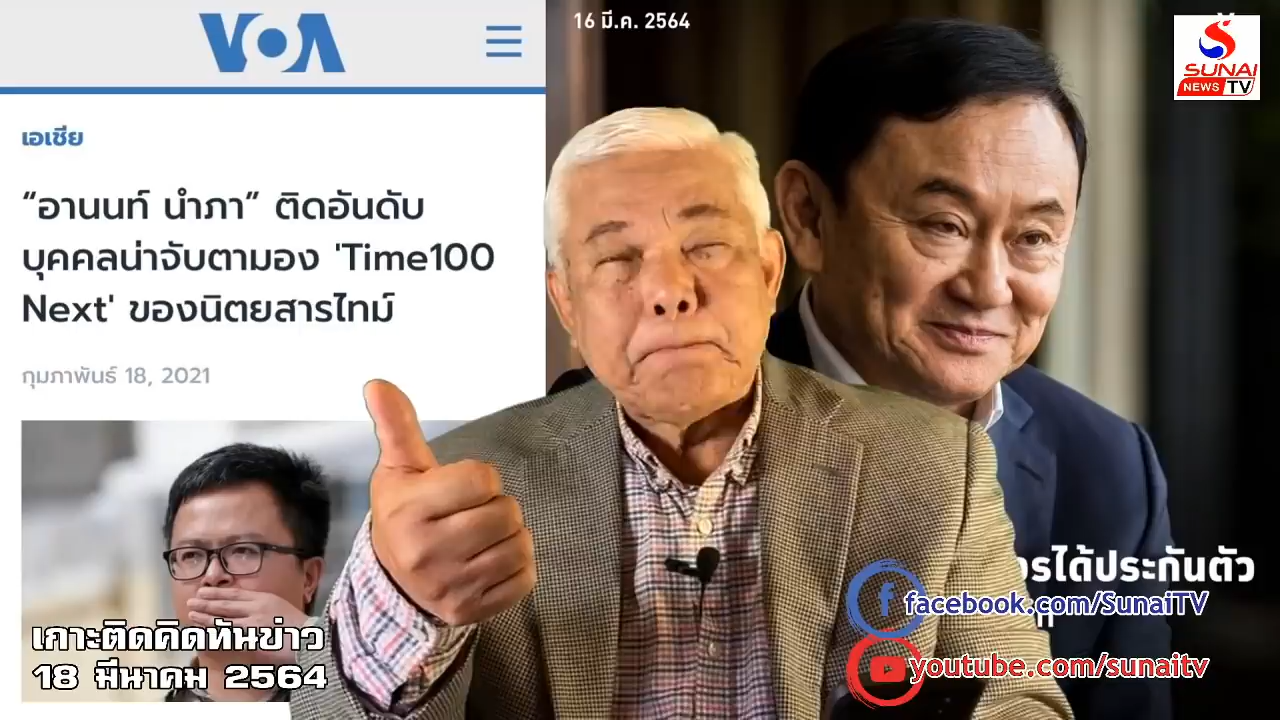 VOA
เอเชีย
“อานนท์ นำภา” ติดอันดับ
บุคคลน่าจับตามอง 'Time100
Next' ของนิตยสารไทม์
กุมภาพันธ์ 18, 2021
16 มี.ค. 2564
SUNAI
NEWS TV
รได้ประกันตัว
facebook.com/SunaiTV
youtube.com/sunaitv
เกาะติดคิดทันข่าว
18 มีนาคม 2564